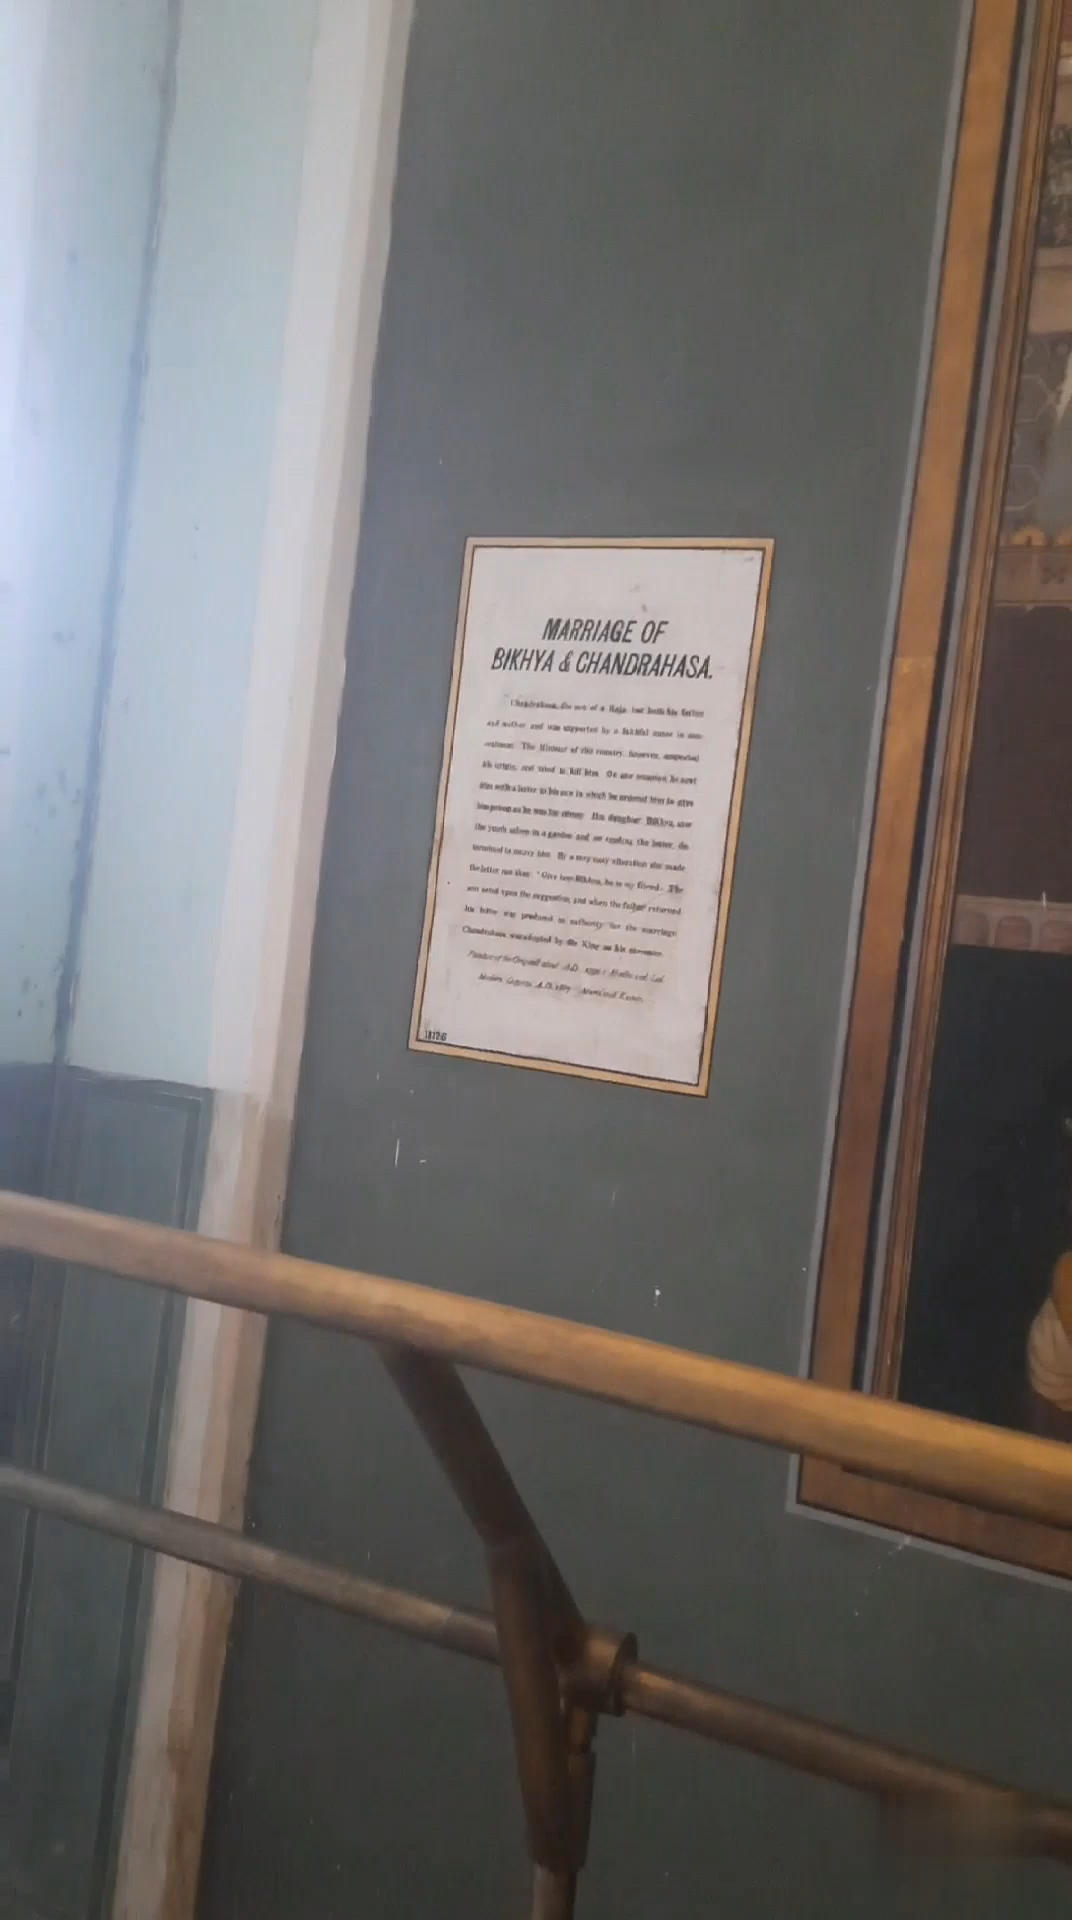 MARRIAGE OF
BIKHYA & CHANDRAHASA.
Chandrahasa, the son of a Raja lost both his father
and mother and was supported by a faithful nurse in
The Minister of this country, however, suspected
his origin, and tried to kill him. On one occasion, he sent
him with a letter to his son in which he ordered him to give
him poison as he was his enemy. His daughter Bikhya, saw
the youth asleep in a garden and on reading the letter, de-
termined to marry him. By a very easy alteration she made
the letter run thus: "Give him Bikhya, he is my friend. The
son acted upon the suggestion, and when the father returned
his letter was produced as authority for the marriage.
Chandrahasa was adopted by the King as his successor.
of the Original about A.D.
A.D.